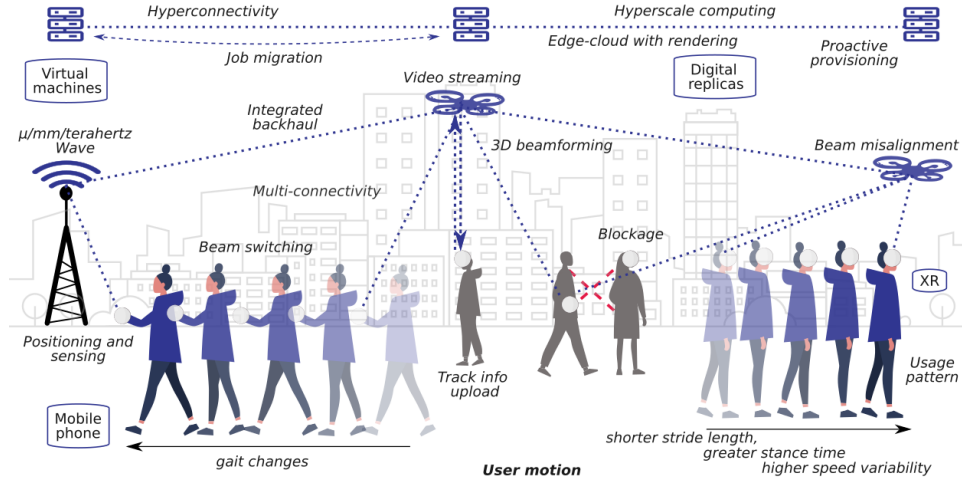 Hyperconnectivity
Hyperscale computing
Job migration
Edge-cloud with rendering
Proactive
provisioning
Virtual
machines
Video streaming
Digital
replicas
Integrated
backhaul
μ/mm/terahertz
Wave
3D beamforming
Beam misalignment
Multi-connectivity
Beam switching
Blockage
XR
Positioning and
sensing
Track info
upload
Usage
pattern
Mobile
phone
gait changes
shorter stride length,
greater stance time
higher speed variability
User motion